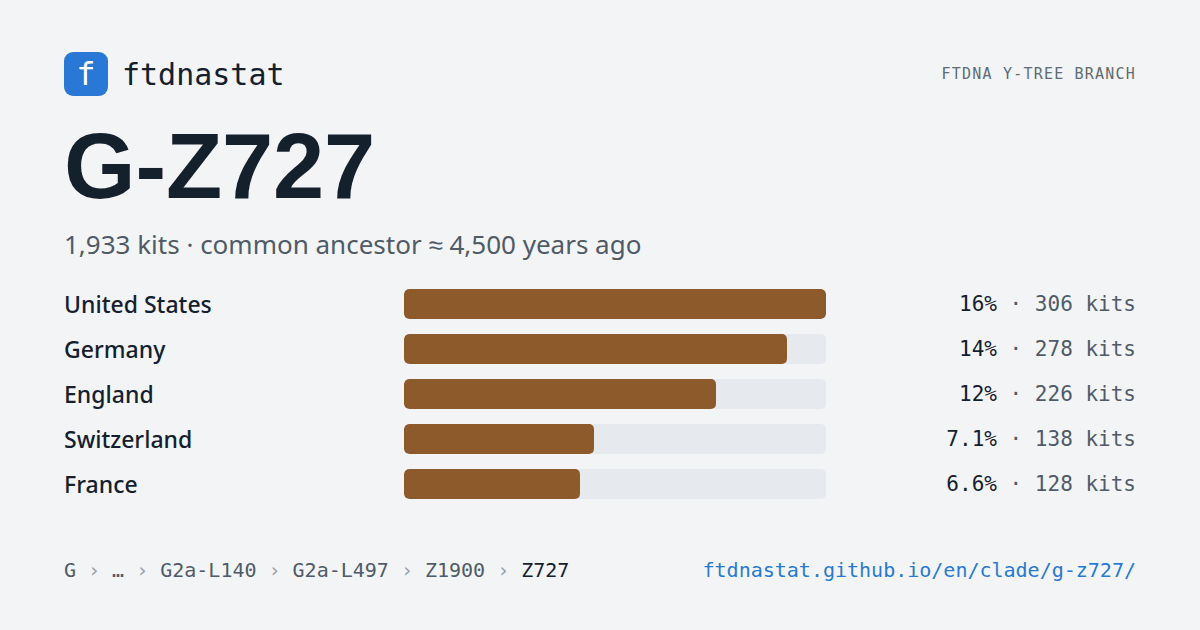 f ftdnastat
FTDNA Y-TREE BRANCH
G-Z727
1,933 kits · common ancestor ≈ 4,500 years ago
United States 16% · 306 kits
Germany 14% · 278 kits
England 12% · 226 kits
Switzerland 7.1% · 138 kits
France 6.6% · 128 kits
G › … › G2a-L140 › G2a-L497 › Z1900 › Z727
ftdnastat.github.io/en/clade/g-z727/